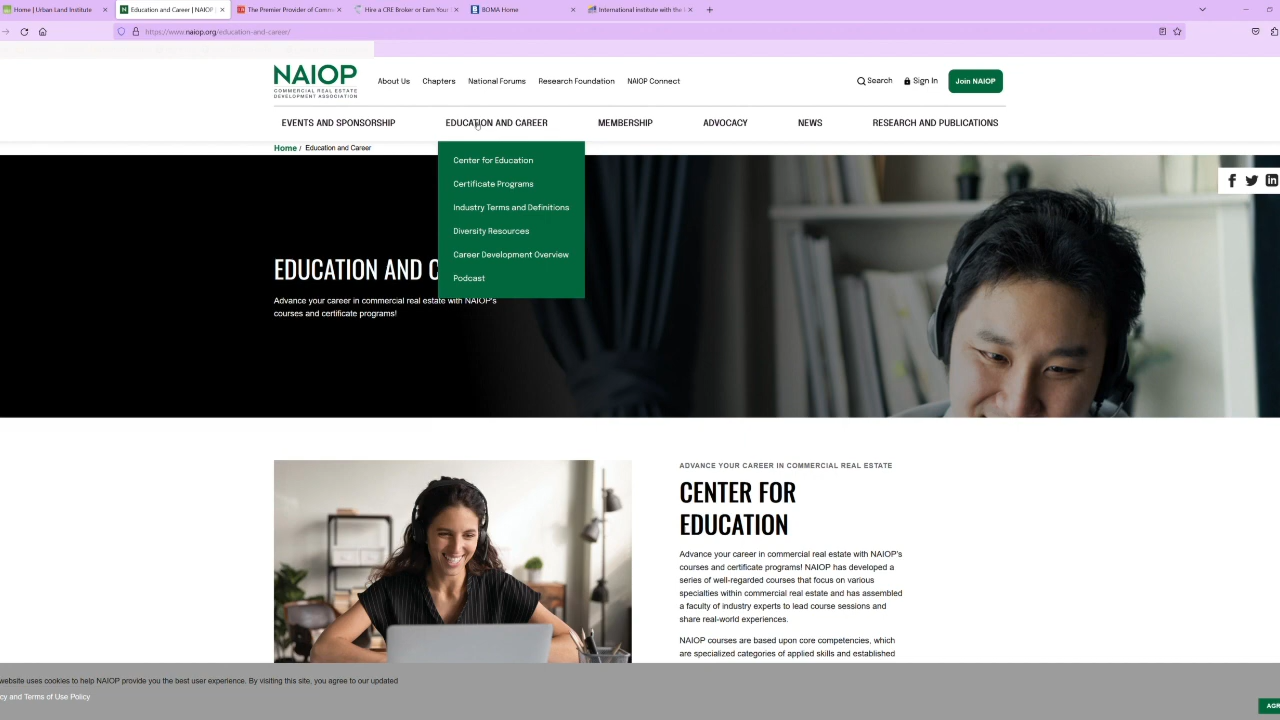 Home | Urban Land Institute
Education and Career | NAIOP |
The Premier Provider of Comm
Hire a CRE Broker or Earn Your
BOMA Home
International institute with the
https://www.naiop.org/education-and-career/
NAIOP
COMMERCIAL REAL ESTATE
DEVELOPMENT ASSOCIATION
About Us
Chapters
National Forums
Research Foundation
NAIOP Connect
Search
Sign In
Join NAIOP
EVENTS AND SPONSORSHIP
EDUCATION AND CAREER
MEMBERSHIP
ADVOCACY
NEWS
RESEARCH AND PUBLICATIONS
Home / Education and Career
Center for Education
Certificate Programs
Industry Terms and Definitions
Diversity Resources
Career Development Overview
Podcast
EDUCATION AND C
Advance your career in commercial real estate with NAIOP's
courses and certificate programs!
ADVANCE YOUR CAREER IN COMMERCIAL REAL ESTATE
CENTER FOR
EDUCATION
Advance your career in commercial real estate with NAIOP's
courses and certificate programs! NAIOP has developed a
series of well-regarded courses that focus on various
specialties within commercial real estate and has assembled
a faculty of industry experts to lead course sessions and
share real-world experiences.
NAIOP courses are based upon core competencies, which
are specialized categories of applied skills and established
website uses cookies to help NAIOP provide you the best user experience. By visiting this site, you agree to our updated
cy and Terms of Use Policy
AGR